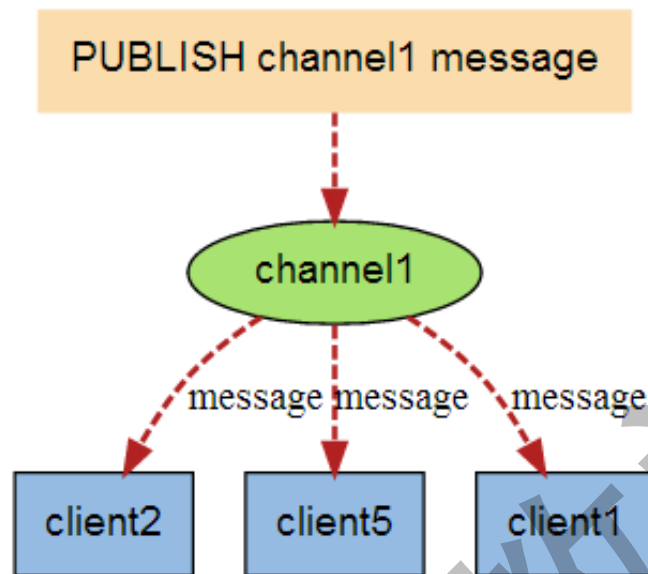 PUBLISH channel1 message
channel1
message message message
client2 client5 client1